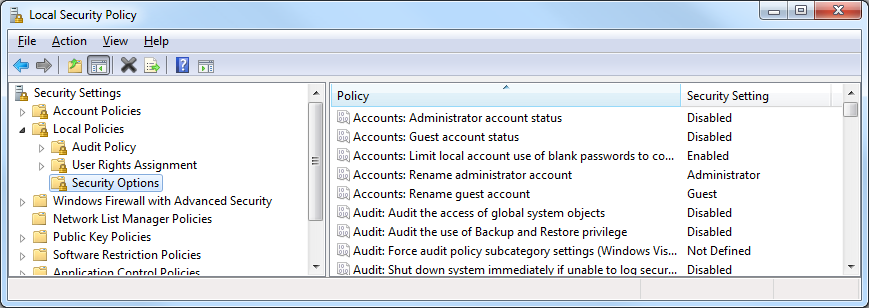 Local Security Policy
File Action View Help
Security Settings
Account Policies
Local Policies
Audit Policy
User Rights Assignment
Security Options
Windows Firewall with Advanced Security
Network List Manager Policies
Public Key Policies
Software Restriction Policies
Application Control Policies
Policy Security Setting
Accounts: Administrator account status Disabled
Accounts: Guest account status Disabled
Accounts: Limit local account use of blank passwords to co... Enabled
Accounts: Rename administrator account Administrator
Accounts: Rename guest account Guest
Audit: Audit the access of global system objects Disabled
Audit: Audit the use of Backup and Restore privilege Disabled
Audit: Force audit policy subcategory settings (Windows Vis... Not Defined
Audit: Shut down system immediately if unable to log secur... Disabled